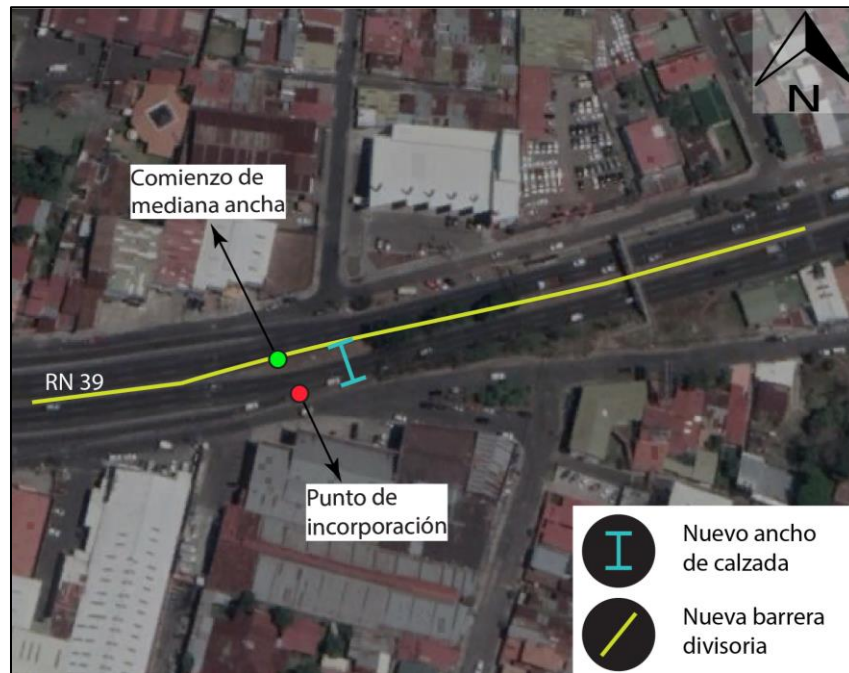 N
Comienzo de
mediana ancha
RN 39
Punto de
incorporación
Nuevo ancho
de calzada
Nueva barrera
divisoria